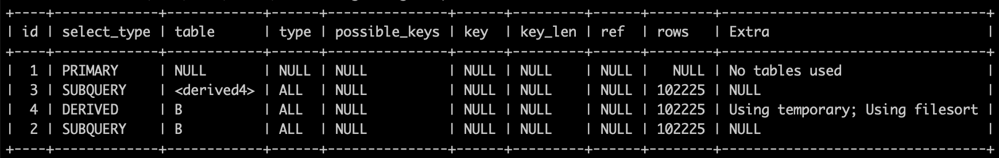 +----+-------------+------------+------+---------------+------+---------+------+--------+---------------------------------+
| id | select_type | table      | type | possible_keys | key  | key_len | ref  | rows   | Extra                           |
+----+-------------+------------+------+---------------+------+---------+------+--------+---------------------------------+
|  1 | PRIMARY     | NULL       | NULL | NULL          | NULL | NULL    | NULL |   NULL | No tables used                  |
|  3 | SUBQUERY    | <derived4> | ALL  | NULL          | NULL | NULL    | NULL | 102225 | NULL                            |
|  4 | DERIVED     | B          | ALL  | NULL          | NULL | NULL    | NULL | 102225 | Using temporary; Using filesort |
|  2 | SUBQUERY    | B          | ALL  | NULL          | NULL | NULL    | NULL | 102225 | NULL                            |
+----+-------------+------------+------+---------------+------+---------+------+--------+---------------------------------+